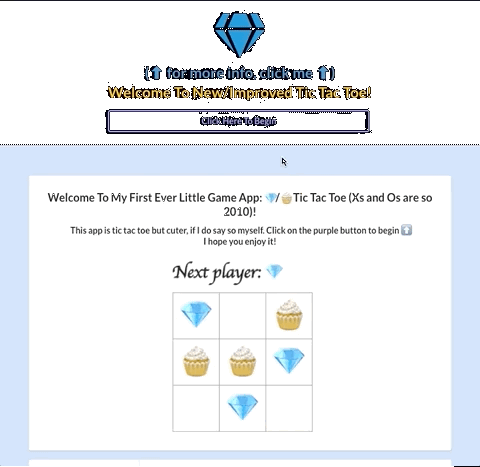 (⬆ for more info, click me ⬆)
Welcome To New/Improved Tic Tac Toe!
Click Here To Begin
Welcome To My First Ever Little Game App: 💎/🧁Tic Tac Toe (Xs and Os are so
2010)!
This app is tic tac toe but cuter, if I do say so myself. Click on the purple button to begin ⬆
I hope you enjoy it!
Next player: 💎